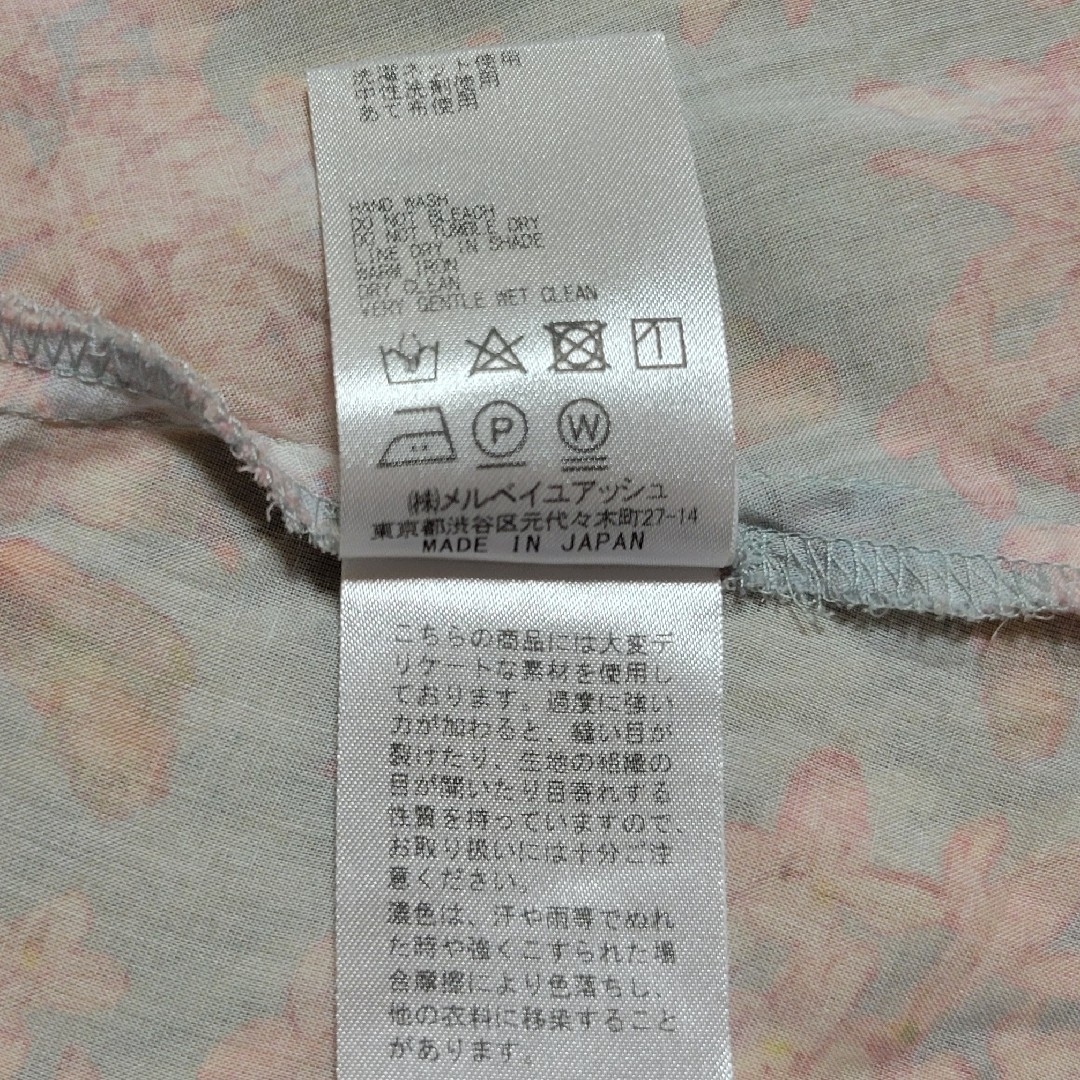 洗濯ネット使用
中性洗剤使用
あて布使用
HAND WASH
DO NOT BLEACH
DO NOT TUMBLE DRY
LINE DRY IN SHADE
WARM IRON
DRY CLEAN
VERY GENTLE WET CLEAN
P W
㈱メルベイユアッシュ
東京都渋谷区元代々木町27-14
MADE IN JAPAN
こちらの商品には大変デ
リケートな素材を使用し
ております。過度に強い
力が加わると、縫い目が
裂けたり、生地の組織の
目が開いたり目寄れする
性質を持っていますので、
お取り扱いには十分ご注
意ください。
濃色は、汗や雨等でぬれ
た時や強くこすられた場
合摩擦により色落ちし、
他の衣料に移染すること
があります。